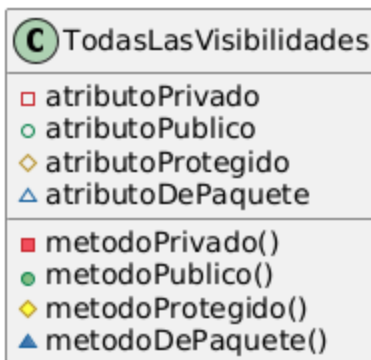 C TodasLasVisibilidades
atributoPrivado
atributoPublico
atributoProtegido
atributoDePaquete
metodoPrivado()
metodoPublico()
metodoProtegido()
metodoDePaquete()